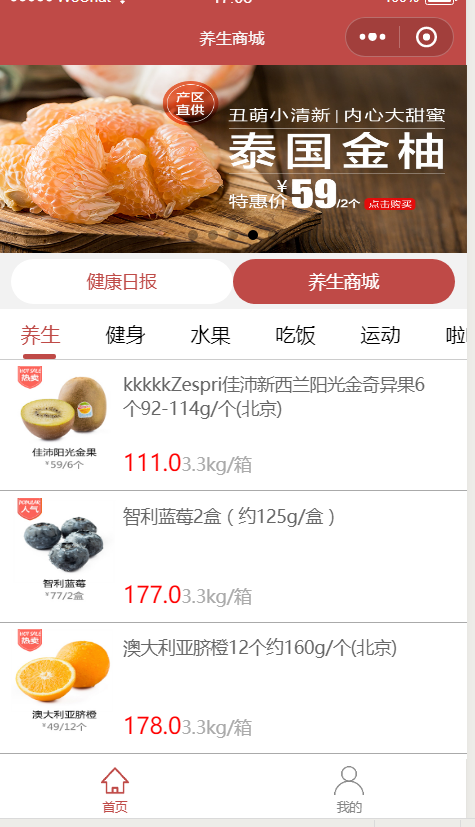 养生商城
产区
直供
丑萌小清新 | 内心大甜蜜
泰国金柚
特惠价 ¥59/2个 点击购买
健康日报 养生商城
养生 健身 水果 吃饭 运动
HOT SALE
热卖
佳沛阳光金果
¥59/6个
kkkkkZespri佳沛新西兰阳光金奇异果6
个92-114g/个(北京)
111.03.3kg/箱
POPULAR
人气
智利蓝莓
¥77/2盒
智利蓝莓2盒（约125g/盒）
177.03.3kg/箱
HOT SALE
热卖
澳大利亚脐橙
¥49/12个
澳大利亚脐橙12个约160g/个(北京)
178.03.3kg/箱
首页 我的